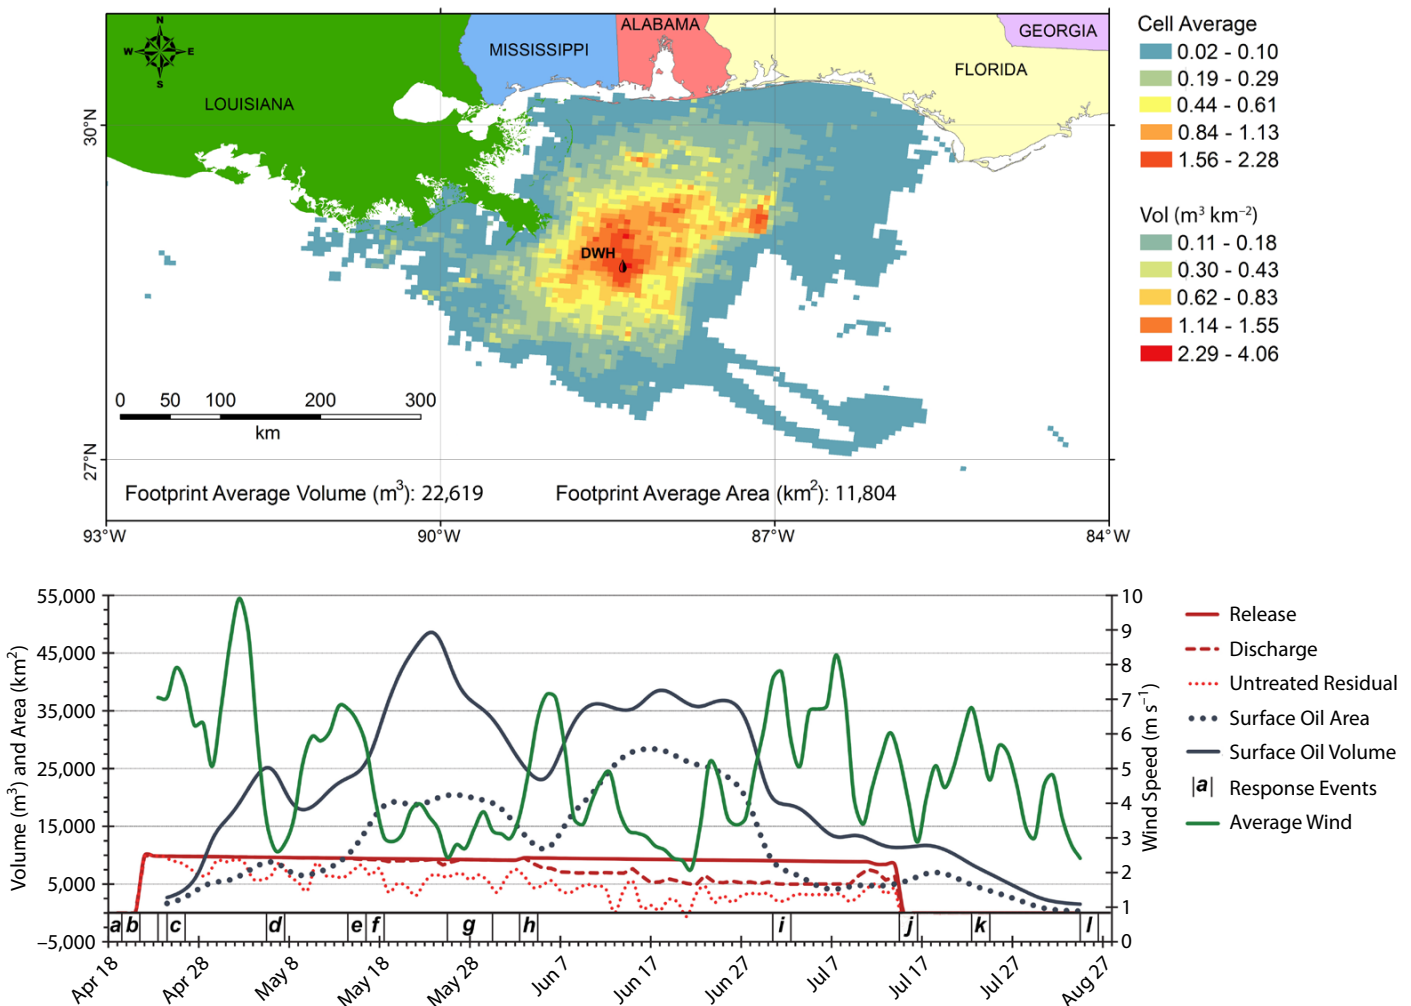 N
W E
S
LOUISIANA
MISSISSIPPI
ALABAMA
FLORIDA
GEORGIA
DWH
30°N
27°N
0 50 100 200 300
km
Footprint Average Volume (m³): 22,619
Footprint Average Area (km²): 11,804
93°W 90°W 87°W 84°W
Cell Average
0.02 - 0.10
0.19 - 0.29
0.44 - 0.61
0.84 - 1.13
1.56 - 2.28
Vol (m³ km⁻²)
0.11 - 0.18
0.30 - 0.43
0.62 - 0.83
1.14 - 1.55
2.29 - 4.06
Volume (m³) and Area (km²)
55,000
45,000
35,000
25,000
15,000
5,000
–5,000
10
9
8
7
6
5
4
3
2
1
0
Wind Speed (m s⁻¹)
a b c d e f g h i j k l
Apr 18 Apr 28 May 8 May 18 May 28 Jun 7 Jun 17 Jun 27 Jul 7 Jul 17 Jul 27 Aug 27
Release
Discharge
Untreated Residual
Surface Oil Area
Surface Oil Volume
|a| Response Events
Average Wind